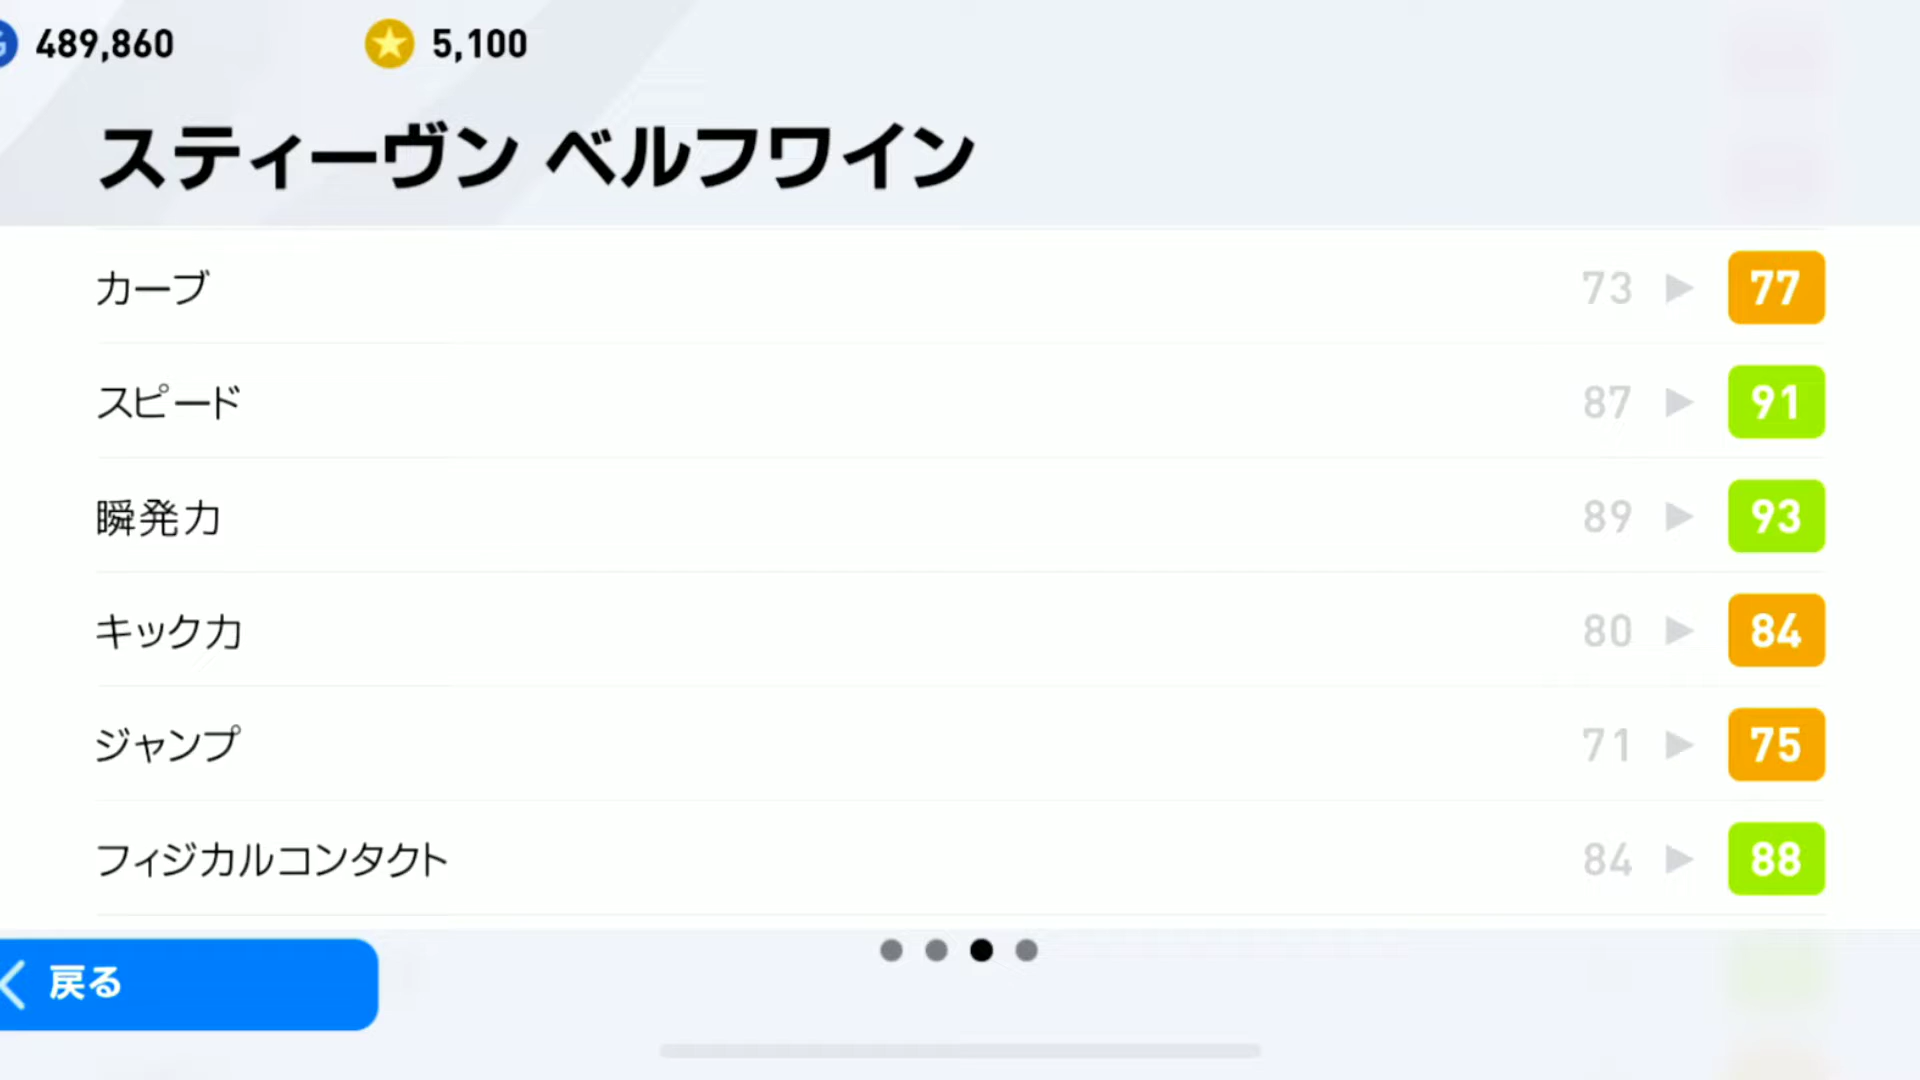 489,860 5,100
スティーヴン ベルフワイン
カーブ 73 ▶ 77
スピード 87 ▶ 91
瞬発力 89 ▶ 93
キック力 80 ▶ 84
ジャンプ 71 ▶ 75
フィジカルコンタクト 84 ▶ 88
戻る